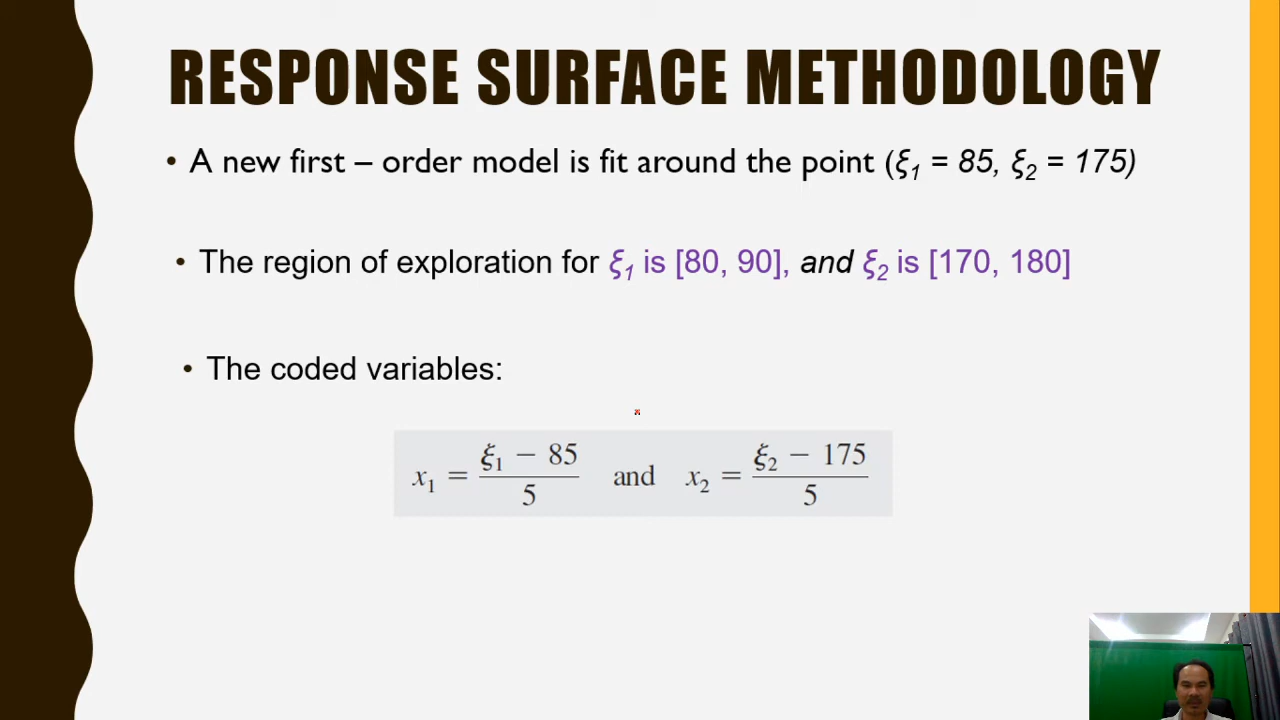 RESPONSE SURFACE METHODOLOGY
• A new first – order model is fit around the point (ξ₁ = 85, ξ₂ = 175)
• The region of exploration for ξ₁ is [80, 90], and ξ₂ is [170, 180]
• The coded variables:
x₁ = (ξ₁ − 85)/5 and x₂ = (ξ₂ − 175)/5